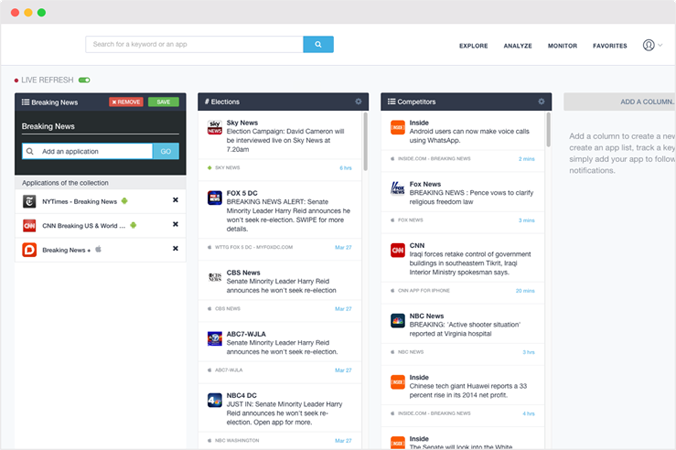 Search for a keyword or an app
EXPLORE
ANALYZE
MONITOR
FAVORITES
LIVE REFRESH
Breaking News
REMOVE
SAVE
Breaking News
Add an application
GO
Applications of the collection
NYTimes - Breaking News
CNN Breaking US & World ...
Breaking News +
# Elections
Sky News
Election Campaign: David Cameron will
be interviewed live on Sky News at
7.20am
SKY NEWS
4 hrs
FOX 5 DC
BREAKING NEWS ALERT: Senate
Minority Leader Harry Reid announces he
won't seek re-election. SWIPE for more
details.
WTTG FOX 5 DC - MYFOXDC.COM
Mar 27
CBS News
Senate Minority Leader Harry Reid
announces he won't seek re-election
CBS NEWS
Mar 27
ABC7-WJLA
Senate Minority Leader Harry Reid
announces he won't seek re-election.
ABC7-WJLA
Mar 27
NBC4 DC
JUST IN: Senate Minority Leader Harry
Reid announces he won't seek re-
election. Open app for more.
NBC WASHINGTON
Mar 27
Competitors
Inside
Android users can now make voice calls
using WhatsApp.
INSIDE.COM - BREAKING NEWS
2 mins
Fox News
BREAKING NEWS : Pence vows to clarify
religious freedom law
FOX NEWS
3 mins
CNN
Iraqi forces retake control of government
buildings in southeastern Tikrit, Iraqi
Interior Ministry spokesman says.
CNN APP FOR IPHONE
20 mins
NBC News
BREAKING: 'Active shooter situation'
reported at Virginia hospital
NBC NEWS
3 hrs
Inside
Chinese tech giant Huawei reports a 33
percent rise in its 2014 net profit.
INSIDE.COM - BREAKING NEWS
4 hrs
Inside
The Senate will look into the White
ADD A COLUMN.
Add a column to create a new
create an app list, track a key
simply add your app to follow
notifications.